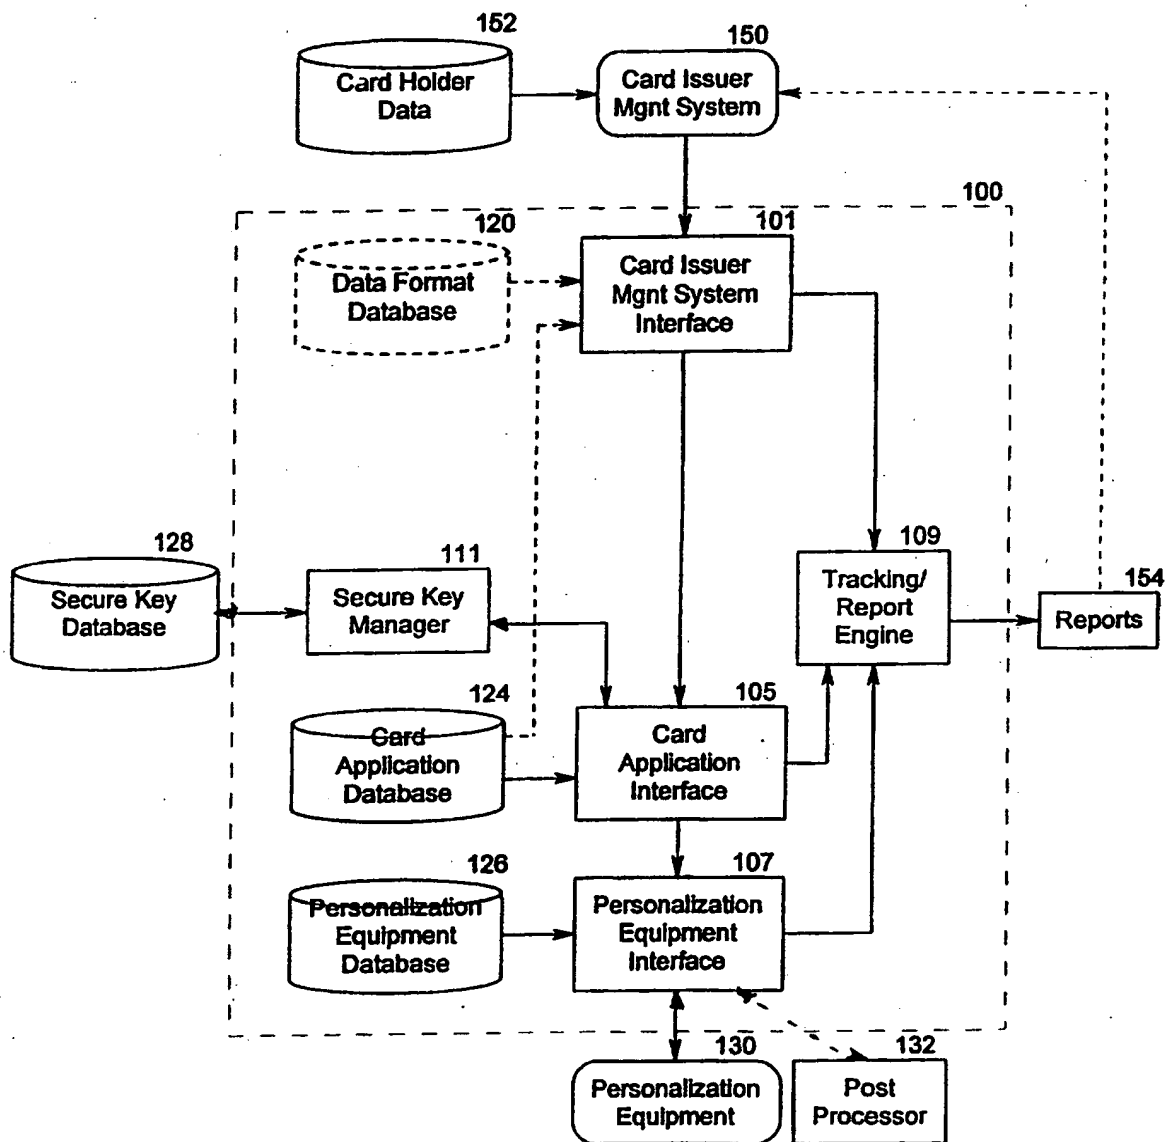 152
Card Holder
Data
150
Card Issuer
Mgnt System
100
120
Data Format
Database
101
Card Issuer
Mgnt System
Interface
128
Secure Key
Database
111
Secure Key
Manager
109
Tracking/
Report
Engine
154
Reports
124
Card
Application
Database
105
Card
Application
Interface
126
Personalization
Equipment
Database
107
Personalization
Equipment
Interface
130
Personalization
Equipment
132
Post
Processor